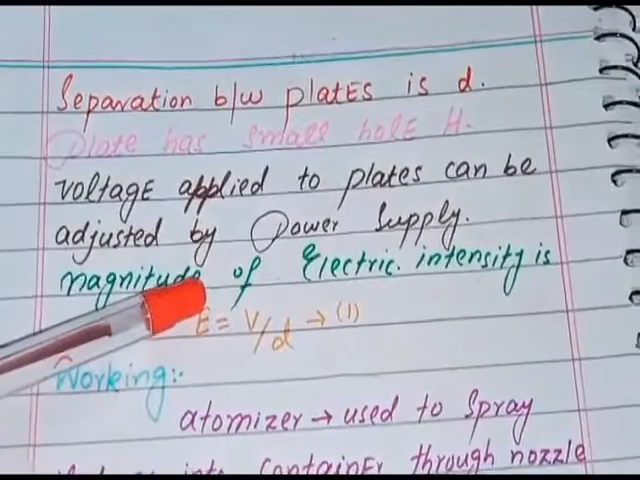 Separation b/w plates is d.
Plate has small hole H.
voltage applied to plates can be
adjusted by Power Supply.
magnitude of Electric intensity is
E = V/d → (1)
Working:-
atomizer → used to Spray
into container through nozzle